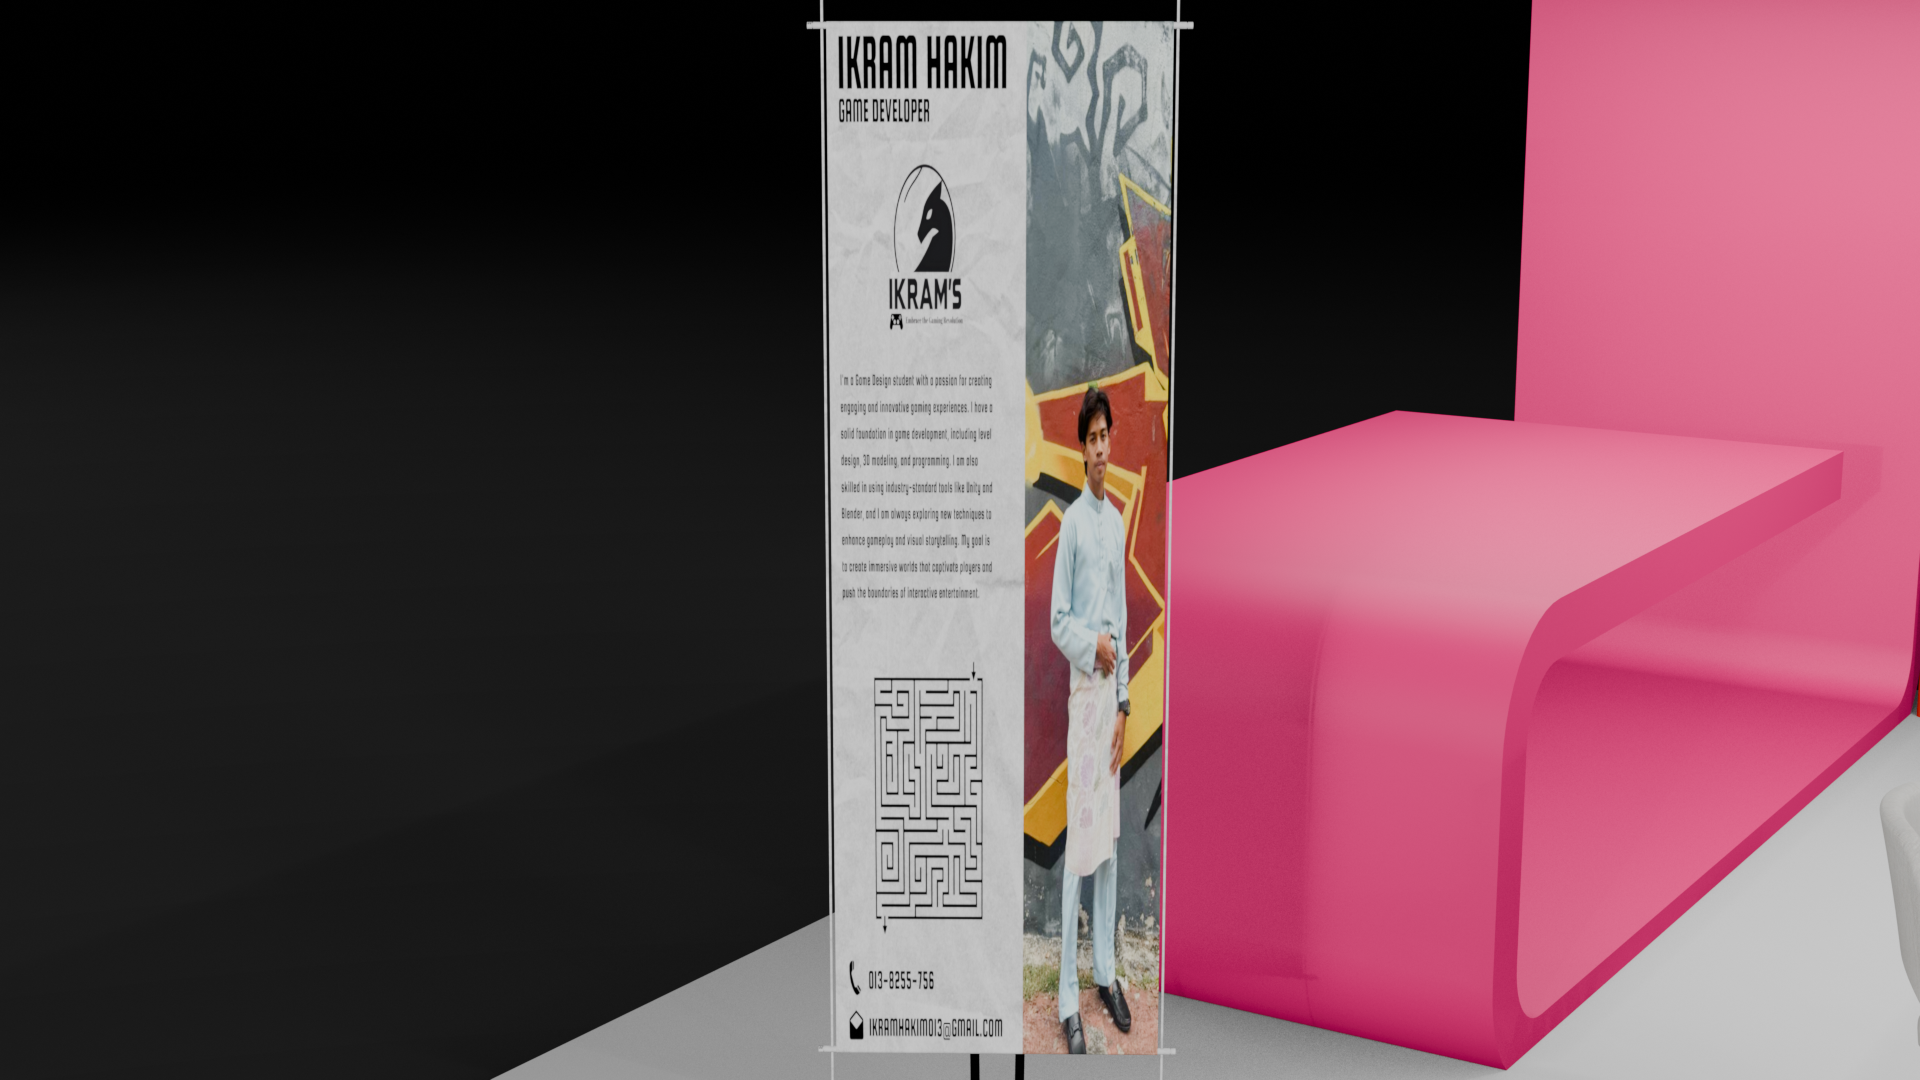 IKRAM HAKIM
GAME DEVELOPER
IKRAM'S
Embrace the Gaming Revolution
I'm a Game Design student with a passion for creating
engaging and innovative gaming experiences. I have a
solid foundation in game development, including level
design, 3D modeling, and programming. I am also
skilled in using industry-standard tools like Unity and
Blender, and I am always exploring new techniques to
enhance gameplay and visual storytelling. My goal is
to create immersive worlds that captivate players and
push the boundaries of interactive entertainment.
013-8255-756
IKRAMHAKIM013@GMAIL.COM